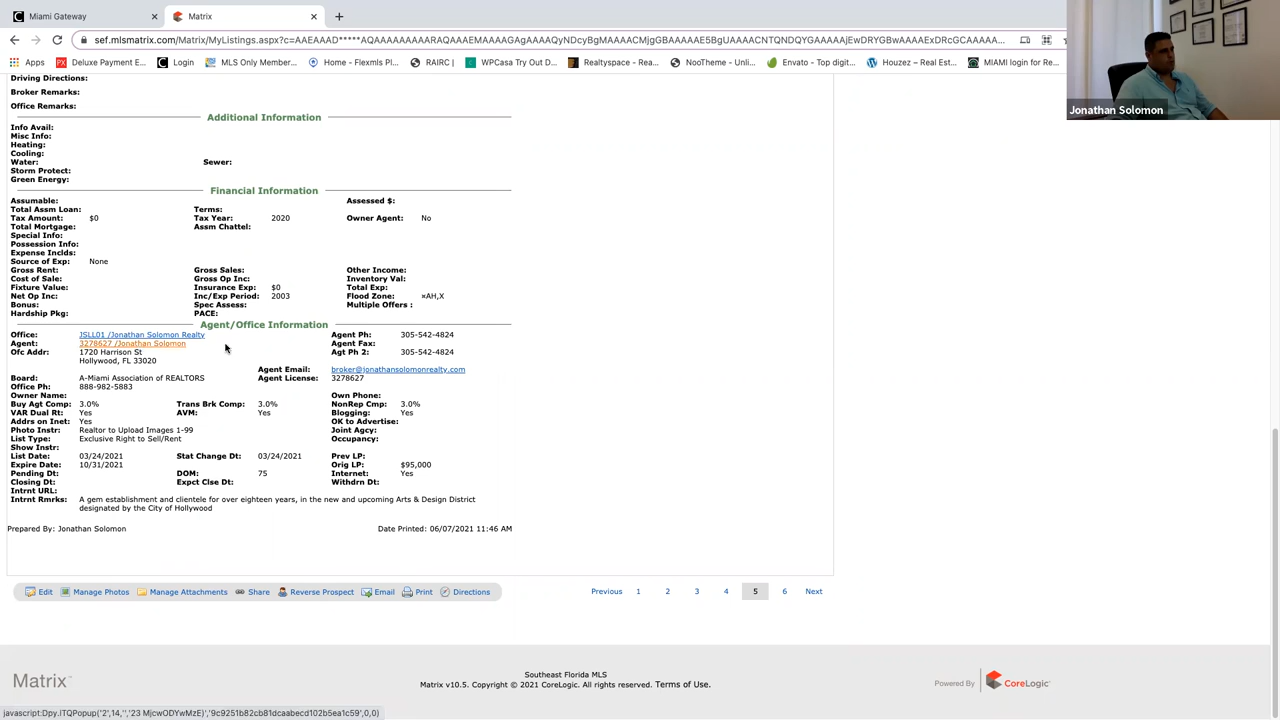 Miami Gateway
Matrix
sef.mlsmatrix.com/Matrix/MyListings.aspx?c=AAEAAAD*****AQAAAAAAAAARAQAAEMAAAAGAgAAAAQyNDcyBgMAAAACMjggBAAAAAE5BgUAAAACNTQNDQYGAAAAAjEwDRYGBwAAAAExDRcGCAAAAA...
Apps
Deluxe Payment E...
Login
MLS Only Member...
Home - Flexmls Pl...
RAIRC |
WPCasa Try Out D...
Realtyspace - Rea...
NooTheme - Unli...
Envato - Top digit...
Houzez – Real Est...
MIAMI login for Re...
Jonathan Solomon
Driving Directions:
Broker Remarks:
Office Remarks:
Additional Information
Info Avail:
Misc Info:
Heating:
Cooling:
Water: Sewer:
Storm Protect:
Green Energy:
Financial Information
Assumable: Assessed $:
Total Assm Loan: Terms:
Tax Amount: $0 Tax Year: 2020 Owner Agent: No
Total Mortgage: Assm Chattel:
Special Info:
Possession Info:
Expense Inclds:
Source of Exp: None
Gross Rent: Gross Sales: Other Income:
Cost of Sale: Gross Op Inc: Inventory Val:
Fixture Value: Insurance Exp: $0 Total Exp:
Net Op Inc: Inc/Exp Period: 2003 Flood Zone: ¤AH,X
Bonus: Spec Assess: Multiple Offers :
Hardship Pkg: PACE:
Agent/Office Information
Office: JSLL01 /Jonathan Solomon Realty Agent Ph: 305-542-4824
Agent: 3278627 /Jonathan Solomon Agent Fax:
Ofc Addr: 1720 Harrison St Agt Ph 2: 305-542-4824
Hollywood, FL 33020
Agent Email: broker@jonathansolomonrealty.com
Board: A-Miami Association of REALTORS Agent License: 3278627
Office Ph: 888-982-5883
Owner Name: Own Phone:
Buy Agt Comp: 3.0% Trans Brk Comp: 3.0% NonRep Cmp: 3.0%
VAR Dual Rt: Yes AVM: Yes Blogging: Yes
Addrs on Inet: Yes OK to Advertise:
Photo Instr: Realtor to Upload Images 1-99 Joint Agcy:
List Type: Exclusive Right to Sell/Rent Occupancy:
Show Instr:
List Date: 03/24/2021 Stat Change Dt: 03/24/2021 Prev LP:
Expire Date: 10/31/2021 Orig LP: $95,000
Pending Dt: DOM: 75 Internet: Yes
Closing Dt: Expct Clse Dt: Withdrn Dt:
Intrnt URL:
Intrnt Rmrks: A gem establishment and clientele for over eighteen years, in the new and upcoming Arts & Design District
designated by the City of Hollywood
Prepared By: Jonathan Solomon Date Printed: 06/07/2021 11:46 AM
Edit Manage Photos Manage Attachments Share Reverse Prospect Email Print Directions
Previous 1 2 3 4 5 6 Next
Southeast Florida MLS
Matrix v10.5. Copyright © 2021 CoreLogic. All rights reserved. Terms of Use.
Matrix
Powered By CoreLogic
javascript:Dpy.ITQPopup('2',14,'','23 MjcwODYwMzE)','9c9251b82cb81dcaabecd102b5ea1c59',0,0)